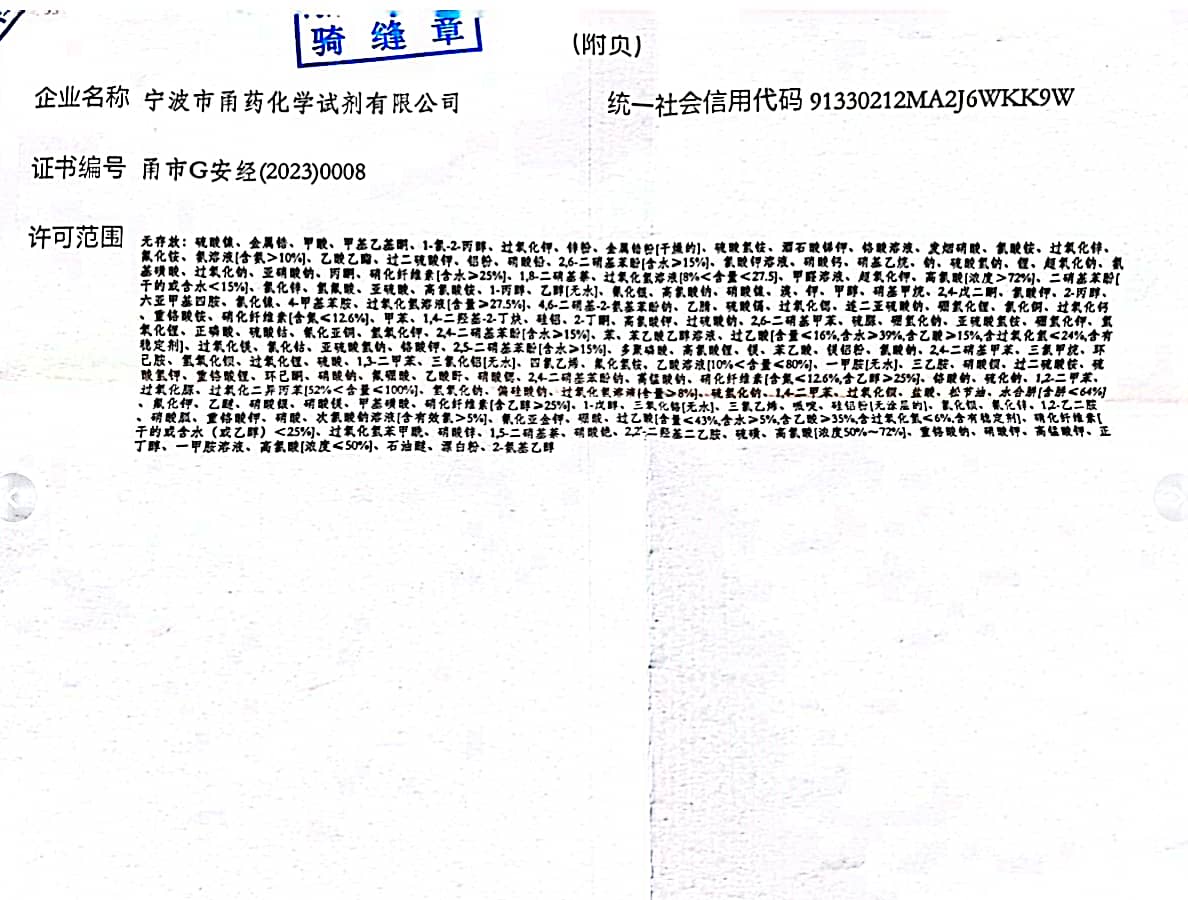 骑缝章
(附页)
企业名称 宁波市甬药化学试剂有限公司 统一社会信用代码 91330212MA2J6WKK9W
证书编号 甬市G安经(2023)0008
许可范围
无存放：硫酸镍、金属锆、甲酸、甲基乙基酮、1-氯-2-丙醇、过氧化钾、锌粉、金属锆粉[干燥的]、硫酸氢铵、酒石酸锑钾、铬酸溶液、发烟硝酸、氯酸铵、过氧化锌、
氟化铵、氨溶液[含氨>10%]、乙酸乙酯、过二硫酸钾、铝粉、硝酸铅、2,6-二硝基苯酚[含水≥15%]、氯酸钾溶液、硝酸钙、硝基乙烷、钠、硫酸氢钠、锂、超氧化钠、氨
基磺酸、过氧化钠、亚硝酸钠、丙酮、硝化纤维素[含水≥25%]、1,8-二硝基萘、过氧化氢溶液[8%<含量<27.5]、甲醛溶液、超氧化钾、高氯酸[浓度>72%]、二硝基苯酚[
干的或含水<15%]、氯化锌、氢氟酸、亚硫酸、高氯酸铵、1-丙醇、乙醇[无水]、氯化钡、高氯酸钠、硝酸镍、溴、钾、甲醇、硝基甲烷、2,4-戊二酮、氯酸钾、2-丙醇、
六亚甲基四胺、氯化镍、4-甲基苯胺、过氧化氢溶液[含量≥27.5%]、4,6-二硝基-2-氨基苯酚钠、乙腈、硫酸镉、过氧化锶、连二亚硫酸钠、硼氢化锂、氯化铜、过氧化钙
、重铬酸铵、硝化纤维素[含氮≤12.6%]、甲苯、1,4-二羟基-2-丁炔、硅铝、2-丁酮、高氯酸钾、过硫酸钠、2,6-二硝基甲苯、硫脲、硼氢化钠、亚硫酸氢铵、硼氢化钾、氢
氧化锂、正磷酸、硫酸钴、氰化亚铜、氢氧化钾、2,4-二硝基苯酚[含水≥15%]、苯、苯乙酸乙醇溶液、过乙酸[含量≤16%,含水≥39%,含乙酸≥15%,含过氧化氢≤24%,含有
稳定剂]、过氧化镁、氯化钴、亚硫酸氢钠、铬酸钾、2,5-二硝基苯酚[含水≥15%]、多聚磷酸、高氯酸锂、镁、苯乙酸、镁铝粉、氯酸钠、2,4-二硝基甲苯、三氯甲烷、环
己胺、氢氧化钡、过氧化锂、硫酸、1,3-二甲苯、三氯化铝[无水]、四氯乙烯、氟化氢铵、乙酸溶液[10%<含量≤80%]、一甲胺[无水]、三乙胺、硝酸钡、过二硫酸铵、硫
酸氢钾、重铬酸锂、环己酮、硝酸钠、氟硼酸、乙酸酐、硝酸锶、2,4-二硝基苯酚钠、高锰酸钠、硝化纤维素[含氮≤12.6%,含乙醇≥25%]、铬酸钠、硫化钠、1,2-二甲苯、
过氧化脲、过氧化二异丙苯[52%<含量≤100%]、氢氧化钠、偏硅酸钠、过氧化氢溶液[含量≥8%]、硫氢化钠、1,4-二甲苯、过氧化钡、盐酸、松节油、水合肼[含肼≤64%]
、氟化钾、乙醚、硝酸银、硝酸镁、甲基磺酸、硝化纤维素[含乙醇≥25%]、1-戊醇、三氧化铬[无水]、三氯乙烯、哌啶、硅铝粉[无涂层的]、氰化钡、氰化锌、1,2-乙二胺
、硝酸胍、重铬酸钾、硝酸、次氯酸钠溶液[含有效氯>5%]、氰化亚金钾、硼酸、过乙酸[含量≤43%,含水≥5%,含乙酸≥35%,含过氧化氢≤6%,含有稳定剂]、硝化纤维素[
干的或含水（或乙醇）<25%]、过氧化氢苯甲酰、硝酸锌、1,5-二硝基萘、硝酸铯、2,2'-二羟基二乙胺、硫磺、高氯酸[浓度50%～72%]、重铬酸钠、硝酸钾、高锰酸钾、正
丁醇、一甲胺溶液、高氯酸[浓度≤50%]、石油醚、漂白粉、2-氨基乙醇